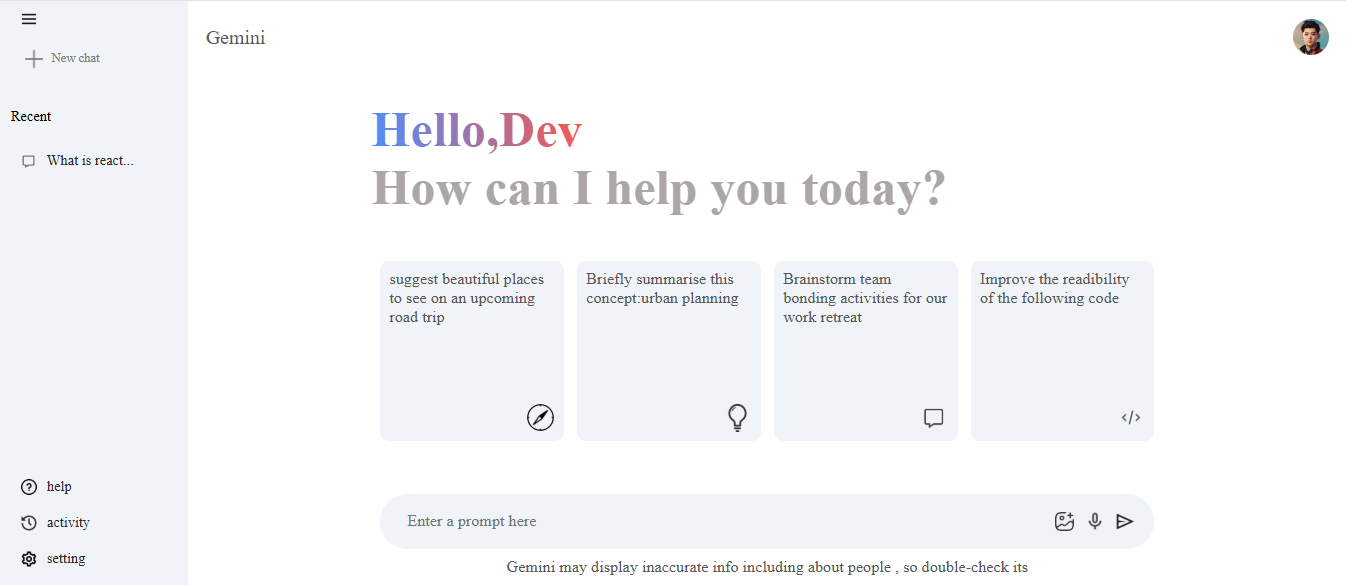 Gemini
New chat
Recent
What is react...
Hello,Dev
How can I help you today?
suggest beautiful places
to see on an upcoming
road trip
Briefly summarise this
concept:urban planning
Brainstorm team
bonding activities for our
work retreat
Improve the readibility
of the following code
help
activity
setting
Enter a prompt here
Gemini may display inaccurate info including about people , so double-check its